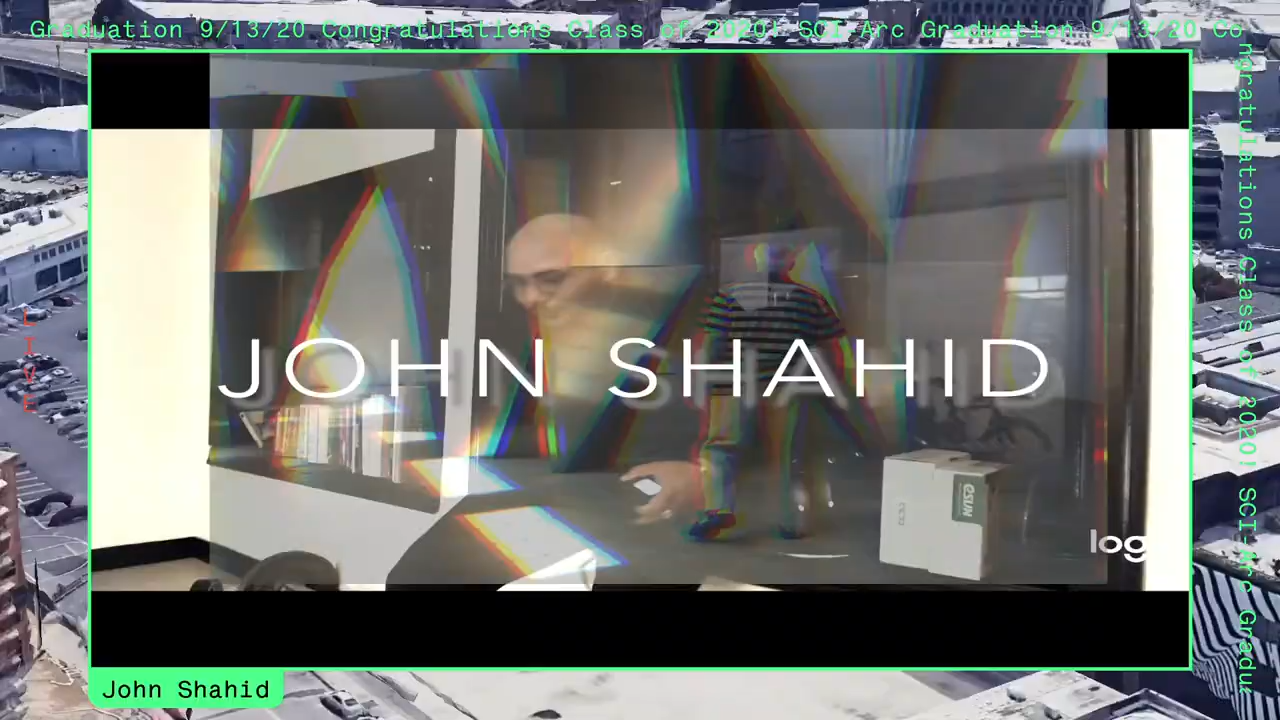 Graduation 9/13/20 Congratulations Class of 2020! SCI-Arc Graduation 9/13/20 Co
ngratulations Class of 2020! SCI-Arc Gradu
LIVE
JOHN SHAHID
eSUN
log
John Shahid